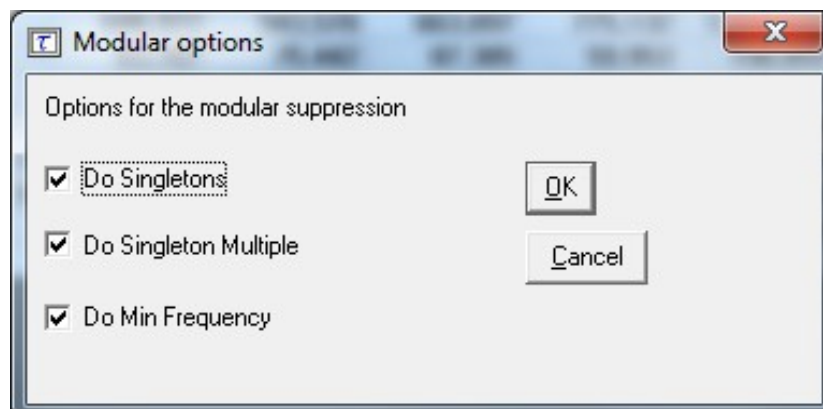 τ Modular options
Options for the modular suppression
Do Singletons
OK
Do Singleton Multiple
Cancel
Do Min Frequency